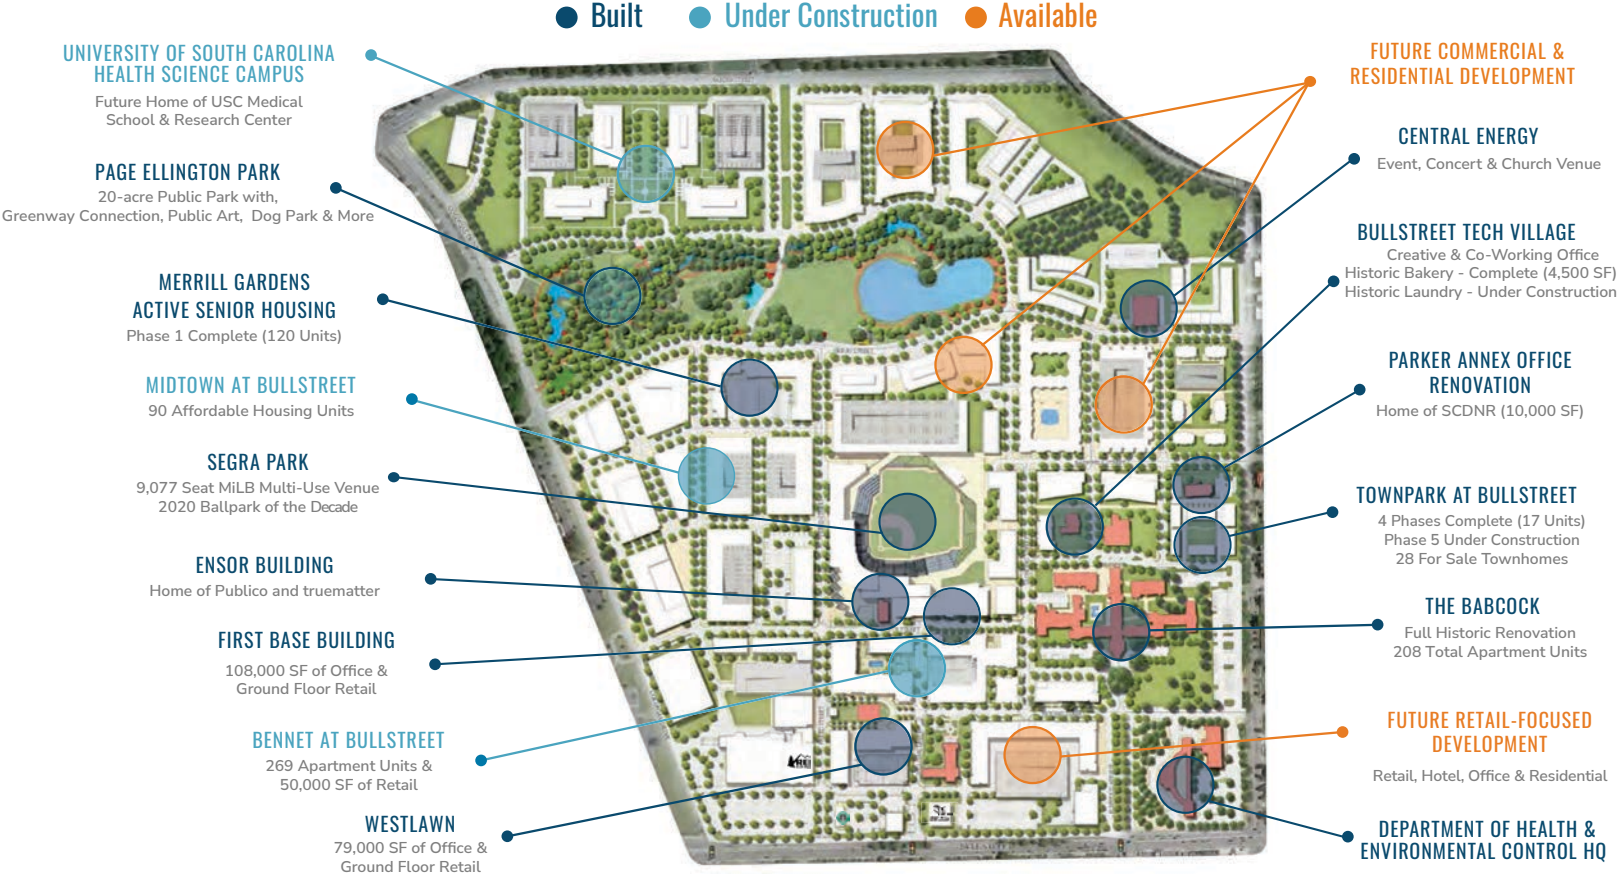 Built
Under Construction
Available
UNIVERSITY OF SOUTH CAROLINA
HEALTH SCIENCE CAMPUS
Future Home of USC Medical
School & Research Center
PAGE ELLINGTON PARK
20-acre Public Park with,
Greenway Connection, Public Art, Dog Park & More
MERRILL GARDENS
ACTIVE SENIOR HOUSING
Phase 1 Complete (120 Units)
MIDTOWN AT BULLSTREET
90 Affordable Housing Units
SEGRA PARK
9,077 Seat MiLB Multi-Use Venue
2020 Ballpark of the Decade
ENSOR BUILDING
Home of Publico and truematter
FIRST BASE BUILDING
108,000 SF of Office &
Ground Floor Retail
BENNET AT BULLSTREET
269 Apartment Units &
50,000 SF of Retail
WESTLAWN
79,000 SF of Office &
Ground Floor Retail
FUTURE COMMERCIAL &
RESIDENTIAL DEVELOPMENT
CENTRAL ENERGY
Event, Concert & Church Venue
BULLSTREET TECH VILLAGE
Creative & Co-Working Office
Historic Bakery - Complete (4,500 SF)
Historic Laundry - Under Construction
PARKER ANNEX OFFICE
RENOVATION
Home of SCDNR (10,000 SF)
TOWNPARK AT BULLSTREET
4 Phases Complete (17 Units)
Phase 5 Under Construction
28 For Sale Townhomes
THE BABCOCK
Full Historic Renovation
208 Total Apartment Units
FUTURE RETAIL-FOCUSED
DEVELOPMENT
Retail, Hotel, Office & Residential
DEPARTMENT OF HEALTH &
ENVIRONMENTAL CONTROL HQ
REI